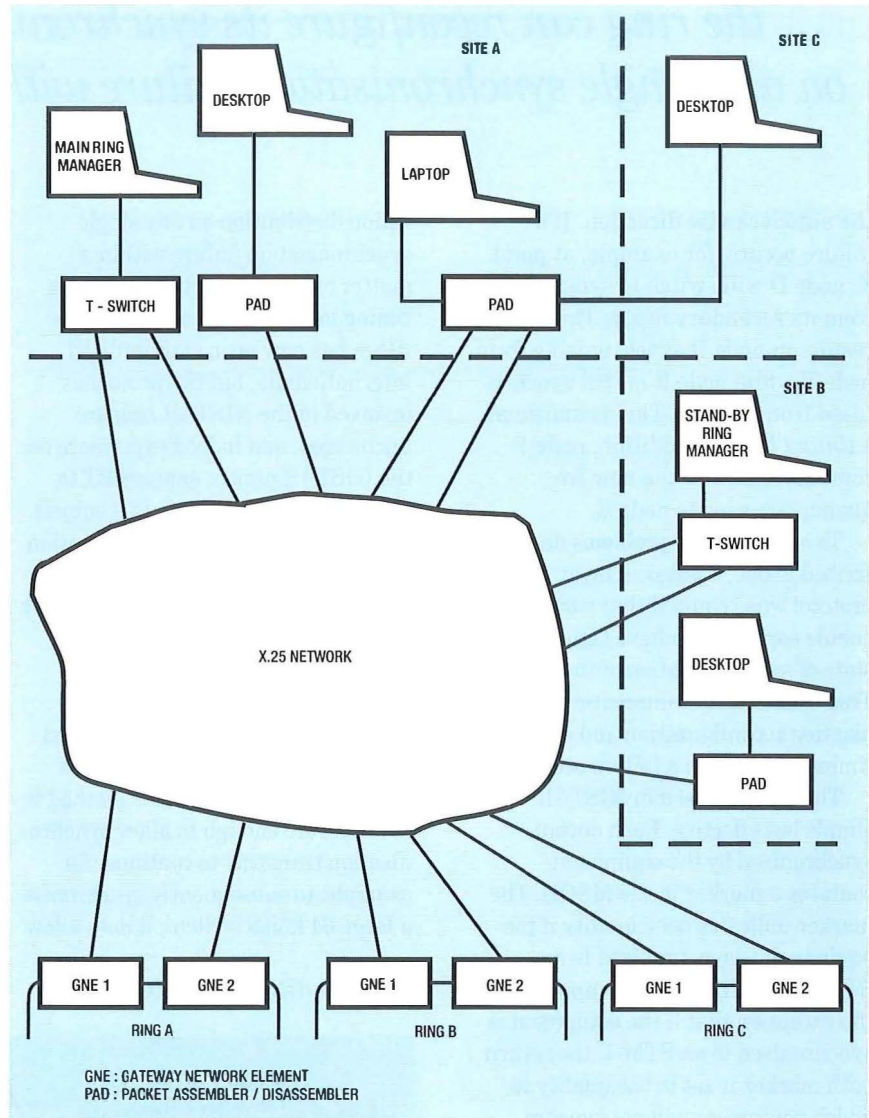 SITE A
SITE C
DESKTOP
DESKTOP
MAIN RING
MANAGER
LAPTOP
T - SWITCH
PAD
PAD
SITE B
STAND-BY
RING
MANAGER
T-SWITCH
X.25 NETWORK
DESKTOP
PAD
GNE 1
GNE 2
GNE 1
GNE 2
GNE 1
GNE 2
RING A
RING B
RING C
GNE : GATEWAY NETWORK ELEMENT
PAD : PACKET ASSEMBLER / DISASSEMBLER